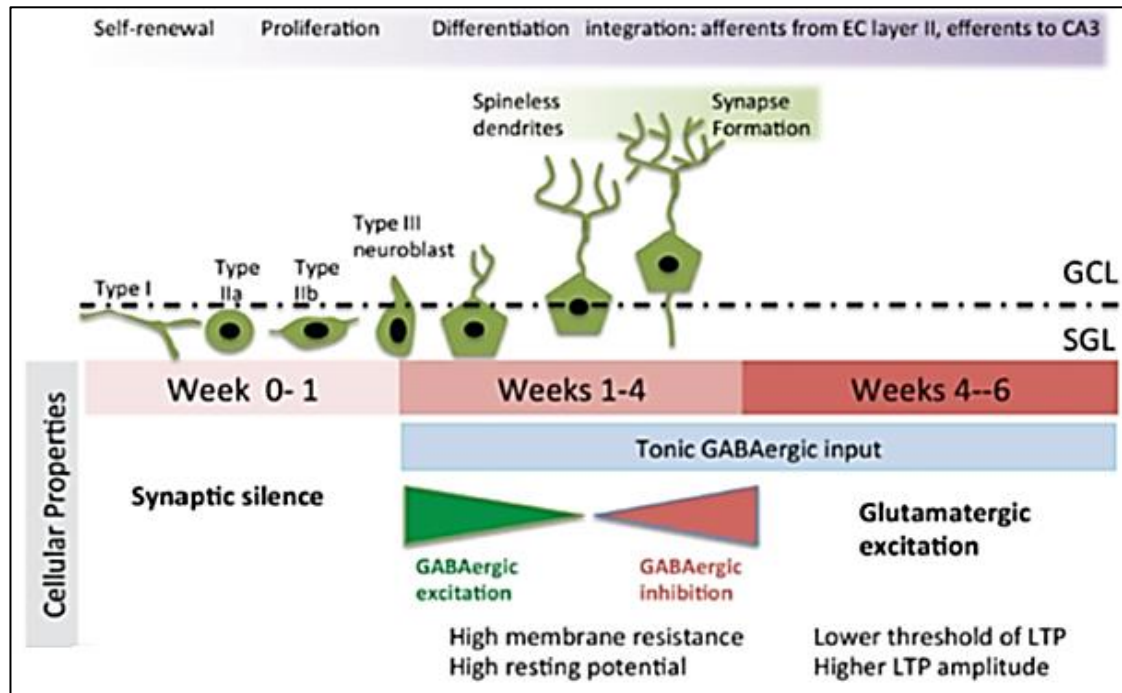 Self-renewal Proliferation Differentiation integration: afferents from EC layer II, efferents to CA3
Spineless
dendrites
Synapse
Formation
Type III
neuroblast
Type I
Type
IIa
Type
IIb
GCL
SGL
Cellular Properties
Week 0- 1 Weeks 1-4 Weeks 4--6
Tonic GABAergic input
Synaptic silence
GABAergic
excitation
GABAergic
inhibition
Glutamatergic
excitation
High membrane resistance
High resting potential
Lower threshold of LTP
Higher LTP amplitude